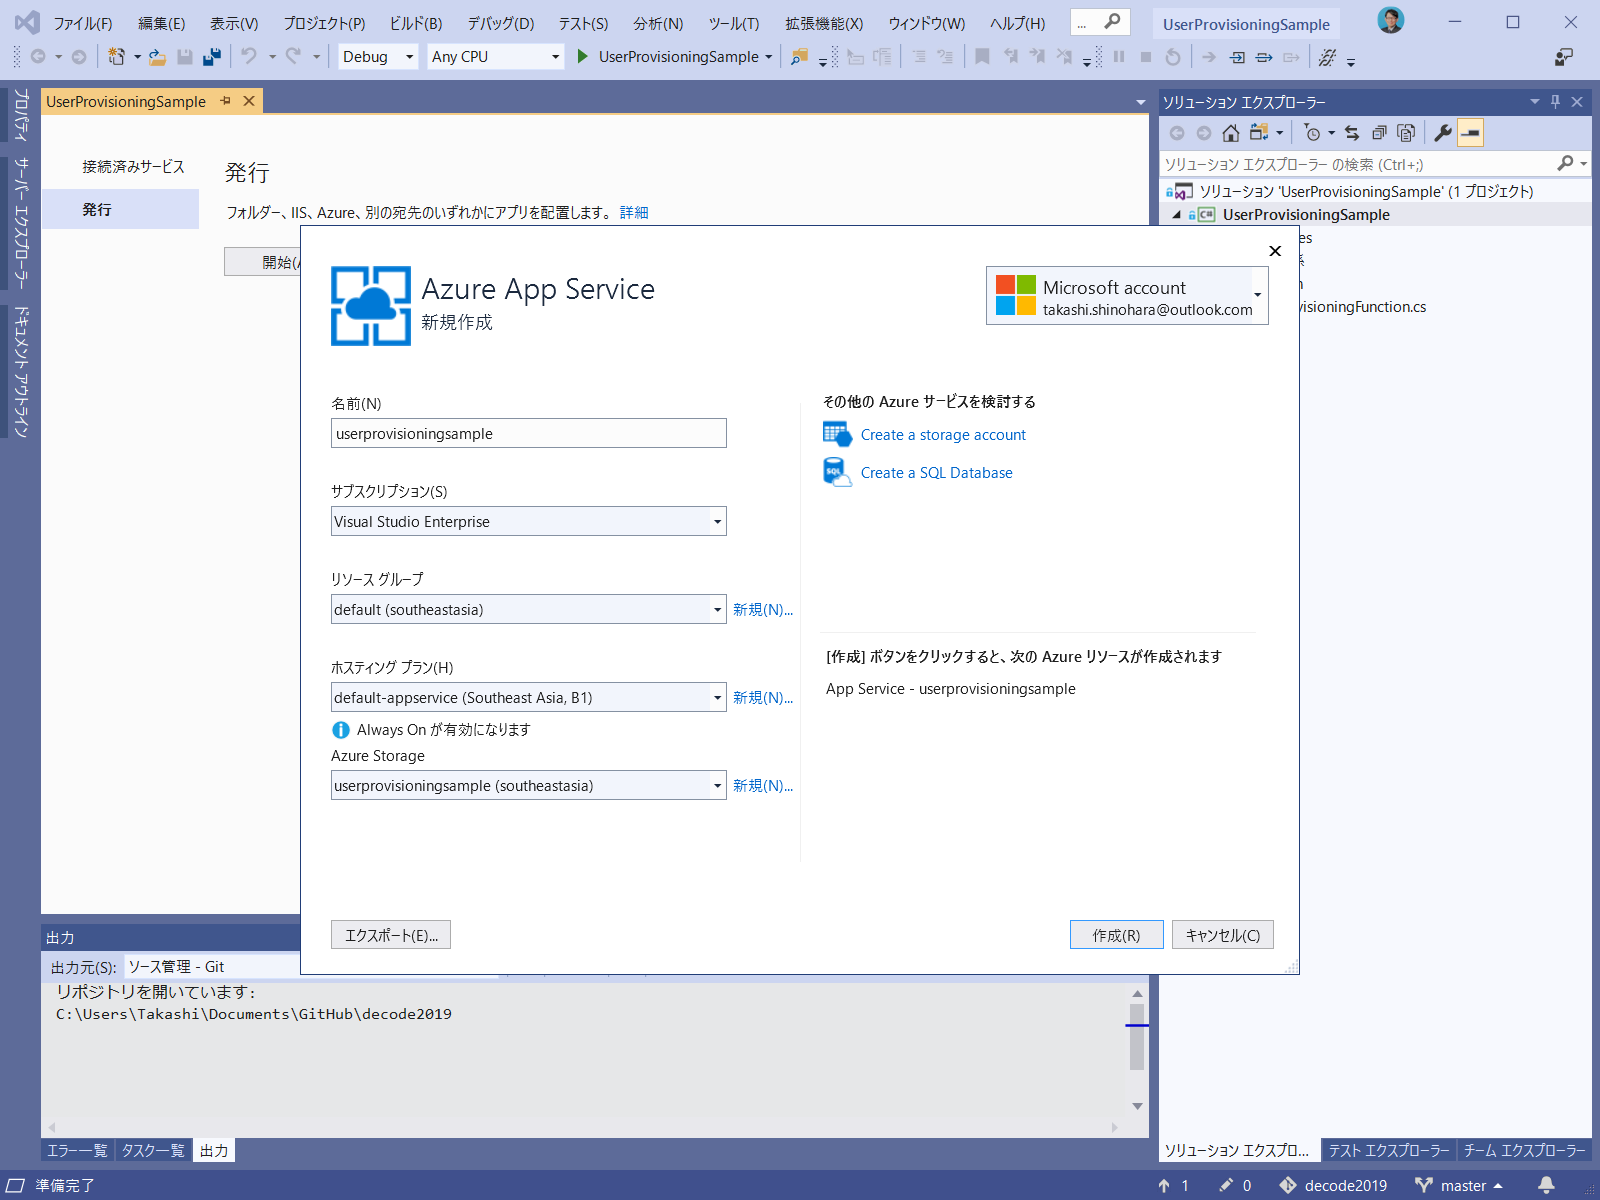 ファイル(F) 編集(E) 表示(V) プロジェクト(P) ビルド(B) デバッグ(D) テスト(S) 分析(N) ツール(T) 拡張機能(X) ウィンドウ(W) ヘルプ(H) ... UserProvisioningSample
Debug Any CPU UserProvisioningSample
プロパティ
サーバー エクスプローラー
ドキュメント アウトライン
UserProvisioningSample
接続済みサービス
発行
発行
フォルダー、IIS、Azure、別の宛先のいずれかにアプリを配置します。 詳細
開始(
Azure App Service
新規作成
Microsoft account
takashi.shinohara@outlook.com
名前(N)
userprovisioningsample
サブスクリプション(S)
Visual Studio Enterprise
リソース グループ
default (southeastasia) 新規(N)...
ホスティング プラン(H)
default-appservice (Southeast Asia, B1) 新規(N)...
Always On が有効になります
Azure Storage
userprovisioningsample (southeastasia) 新規(N)...
その他の Azure サービスを検討する
Create a storage account
SQL
Create a SQL Database
[作成] ボタンをクリックすると、次の Azure リソースが作成されます
App Service - userprovisioningsample
エクスポート(E)... 作成(R) キャンセル(C)
ソリューション エクスプローラー
ソリューション エクスプローラー の検索 (Ctrl+;)
ソリューション 'UserProvisioningSample' (1 プロジェクト)
C# UserProvisioningSample
es
係
n
visioningFunction.cs
出力
出力元(S): ソース管理 - Git
リポジトリを開いています:
C:\Users\Takashi\Documents\GitHub\decode2019
エラー一覧 タスク一覧 出力
ソリューション エクスプロ... テスト エクスプローラー チーム エクスプローラー
準備完了 1 0 decode2019 master